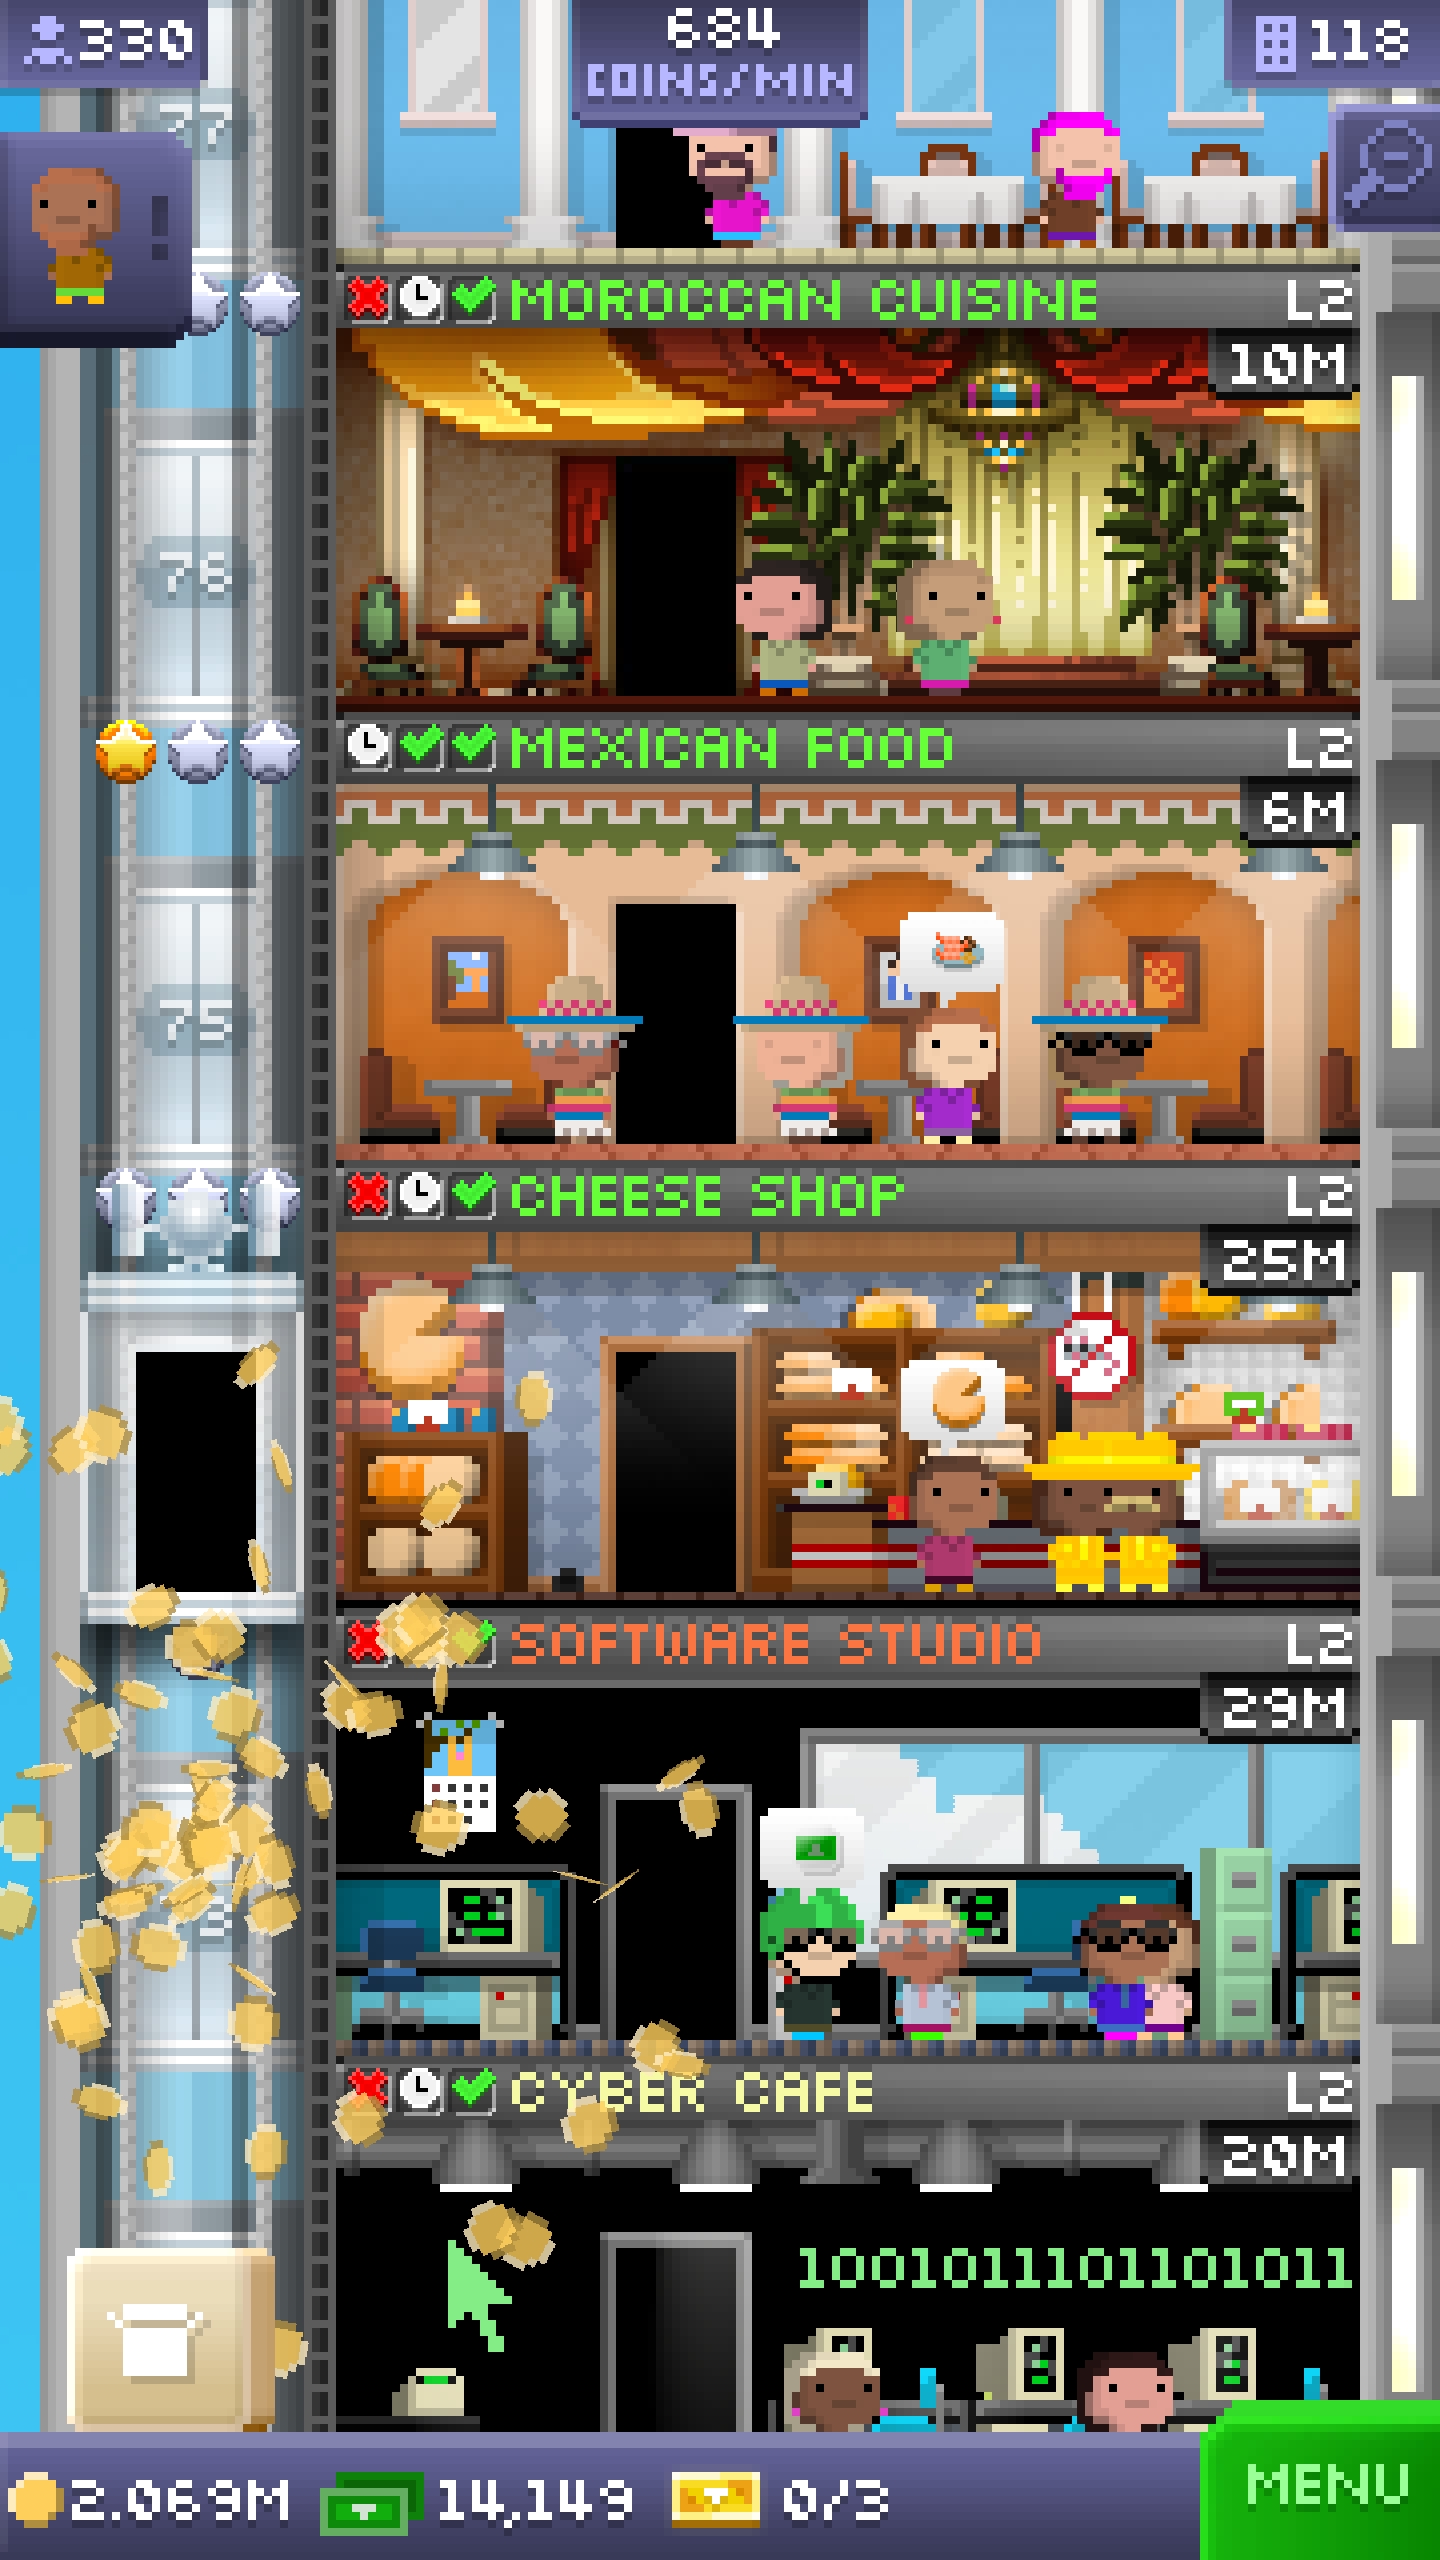 330
684
COINS/MIN
118
77
MOROCCAN CUISINE L2
10M
76
MEXICAN FOOD L2
6M
75
CHEESE SHOP L2
25M
SOFTWARE STUDIO L2
29M
CYBER CAFE L2
20M
1001011101101011
2.069M 14,149 0/3
MENU